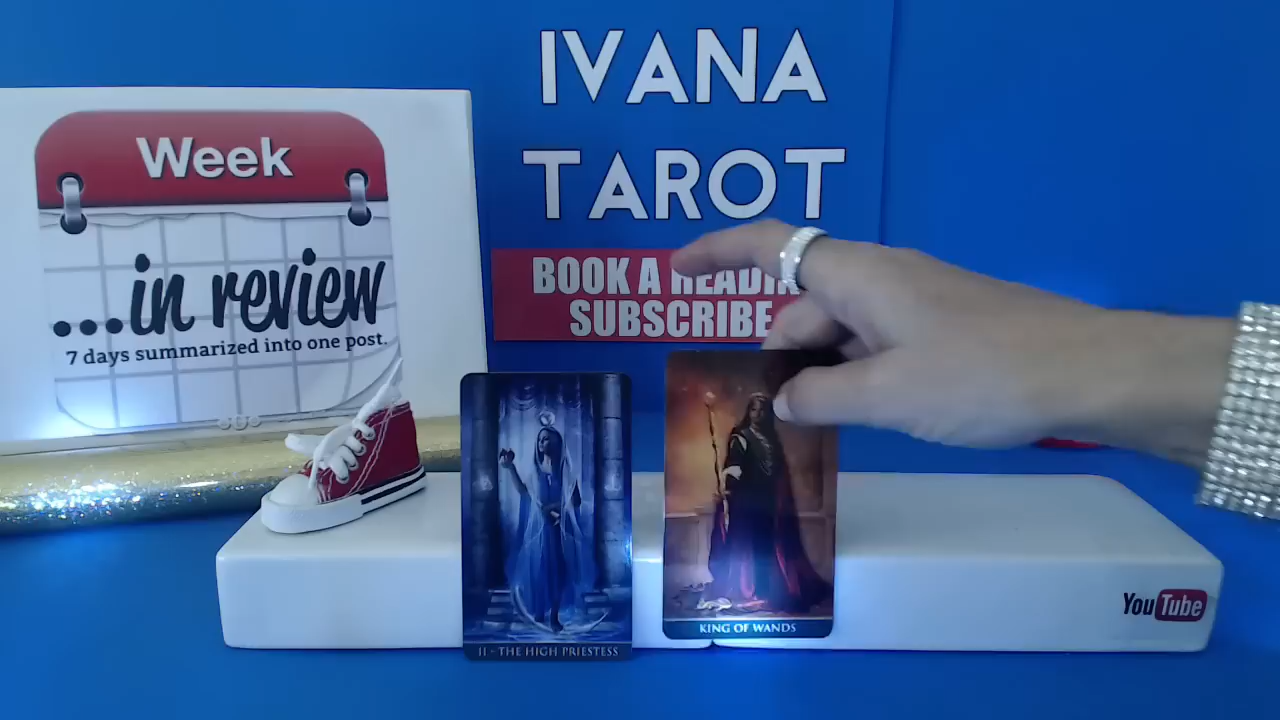 Week
...in review
7 days summarized into one post.
IVANA
TAROT
BOOK A READIN
SUBSCRIBE
II - THE HIGH PRIESTESS
KING OF WANDS
YouTube